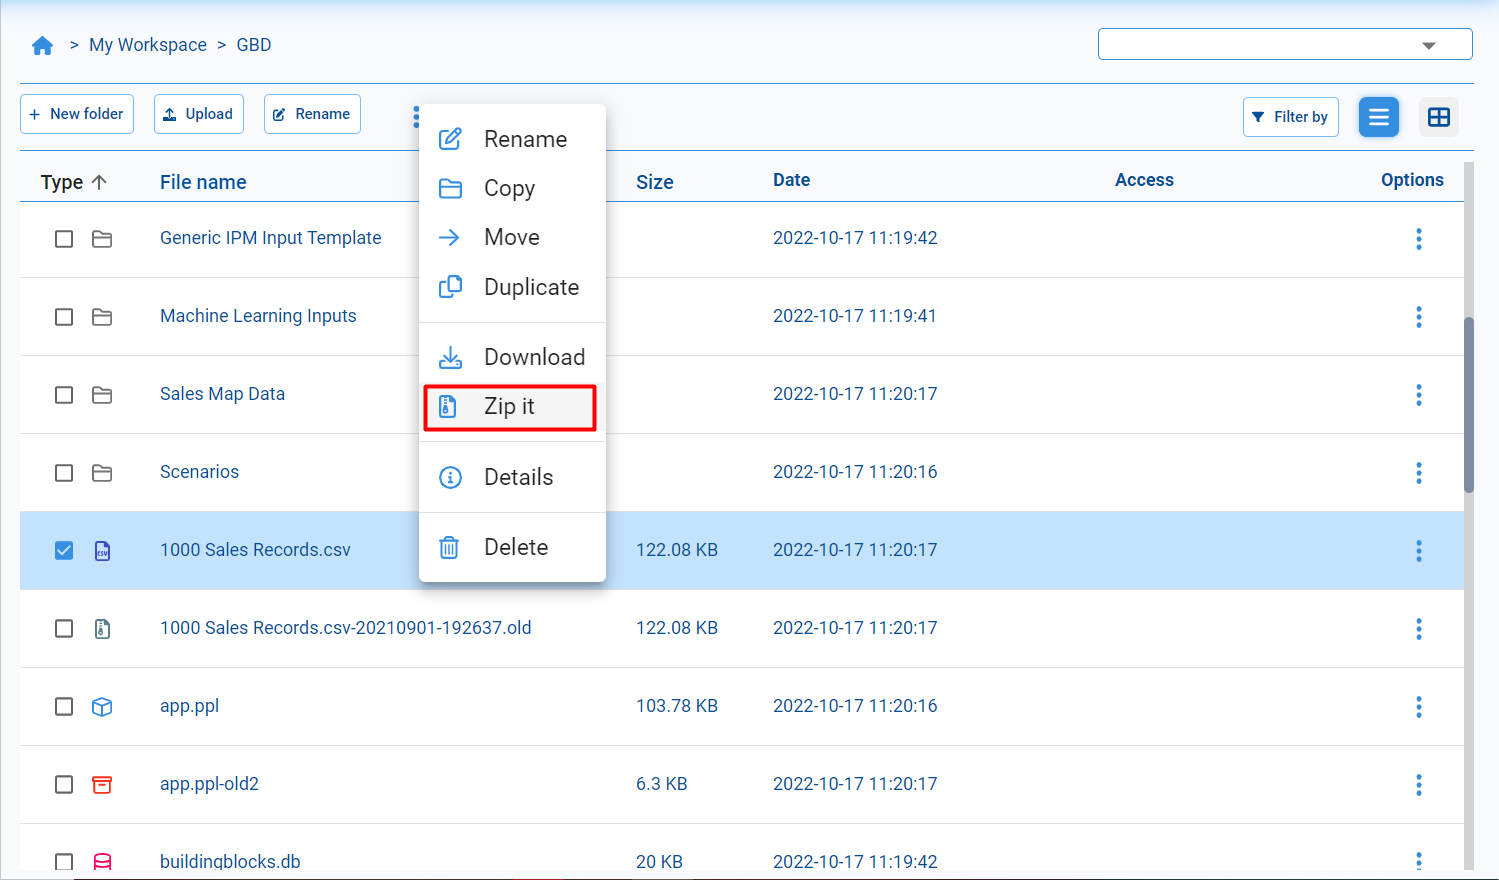 > My Workspace > GBD
+ New folder Upload Rename Filter by
Type File name Size Date Access Options
Generic IPM Input Template 2022-10-17 11:19:42
Machine Learning Inputs 2022-10-17 11:19:41
Sales Map Data 2022-10-17 11:20:17
Scenarios 2022-10-17 11:20:16
CSV 1000 Sales Records.csv 122.08 KB 2022-10-17 11:20:17
1000 Sales Records.csv-20210901-192637.old 122.08 KB 2022-10-17 11:20:17
app.ppl 103.78 KB 2022-10-17 11:20:16
app.ppl-old2 6.3 KB 2022-10-17 11:20:17
buildingblocks.db 20 KB 2022-10-17 11:19:42
Rename
Copy
Move
Duplicate
Download
Zip it
Details
Delete